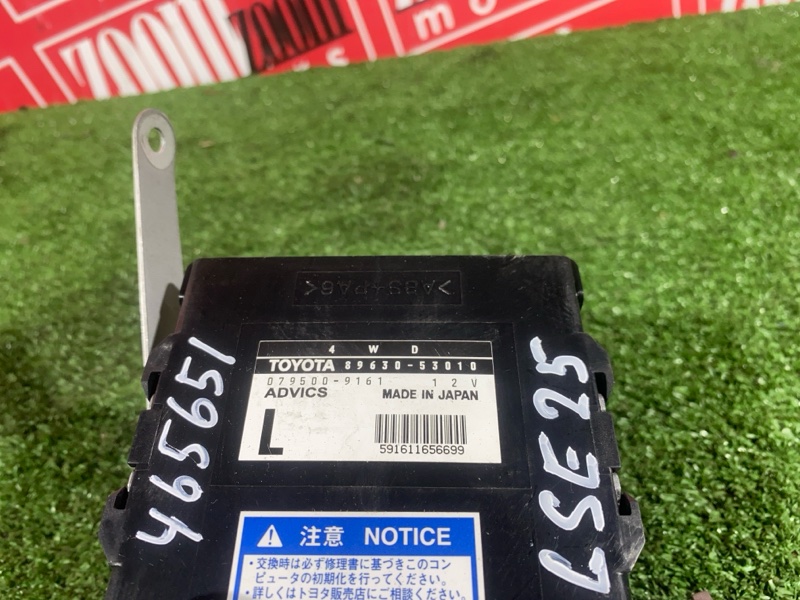 ZOOM
ZOOM
>ABS+PA6<
4 W D
TOYOTA 89630-53010
079500-9161 12V
ADVICS MADE IN JAPAN
L
591611656699
465651
LSE25
注意 NOTICE
・交換時は必ず修理書に基づきこのコン
ピュータの初期化を行ってください。
・詳しくはトヨタ販売店にご相談ください。